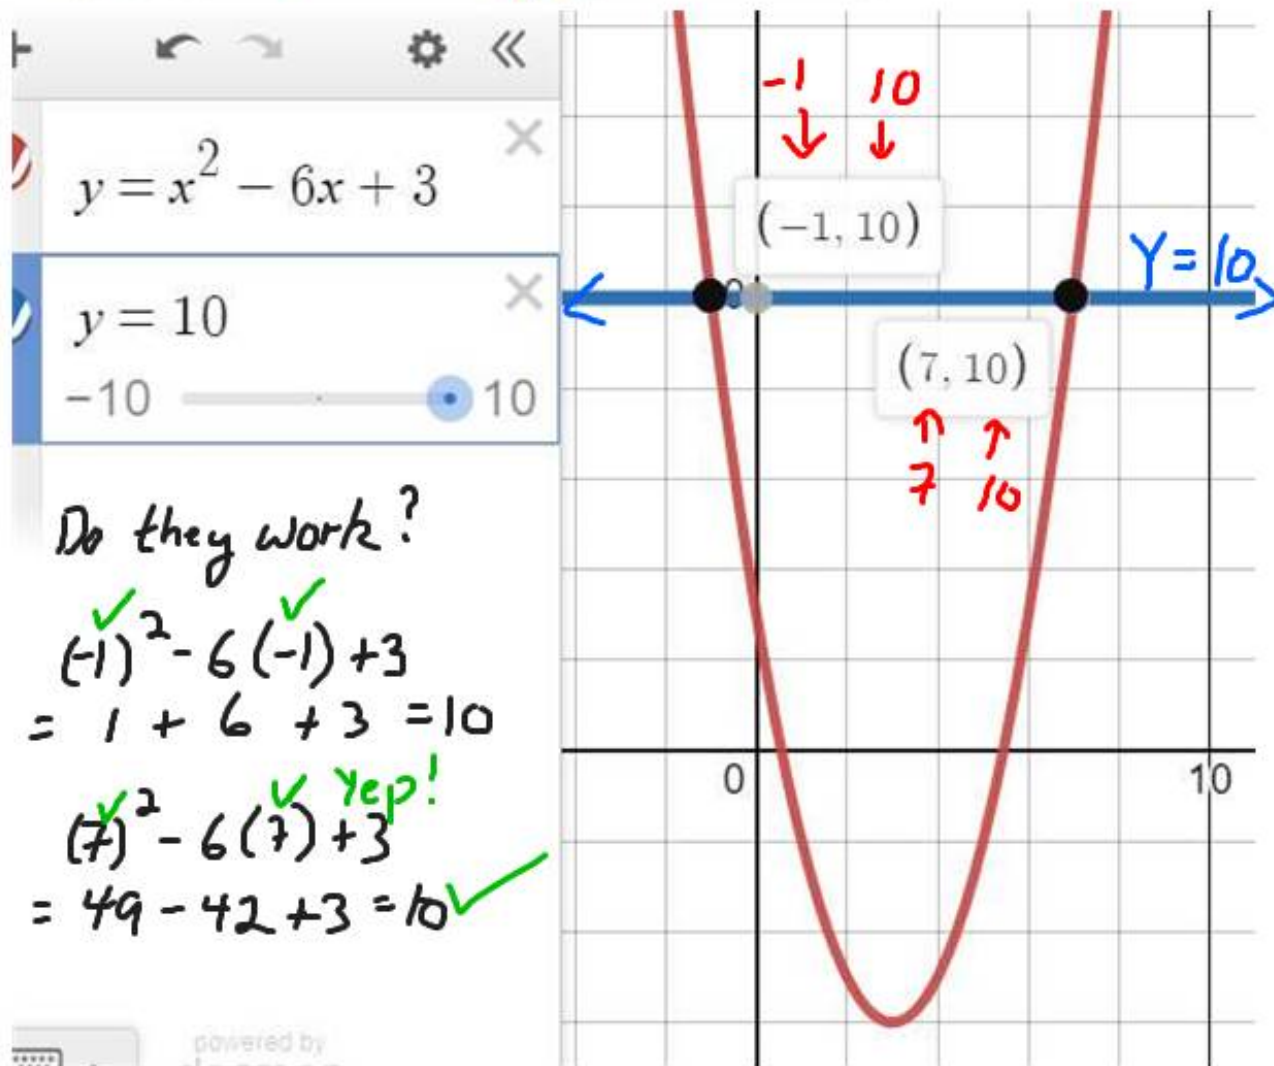 y = x² − 6x + 3
y = 10
−10 10
Do they work?
(-1)² - 6(-1) + 3
= 1 + 6 + 3 = 10
Yep!
(7)² - 6(7) + 3
= 49 - 42 + 3 = 10
powered by
-1 10
(−1, 10)
Y = 10
(7, 10)
7 10
0 10